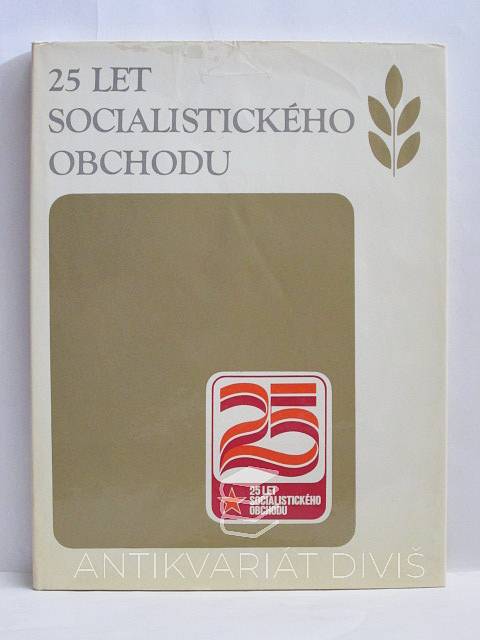 25 LET
SOCIALISTICKÉHO
OBCHODU
25
25 LET
SOCIALISTICKÉHO
OBCHODU
ANTIKVARIÁT DIVIŠ